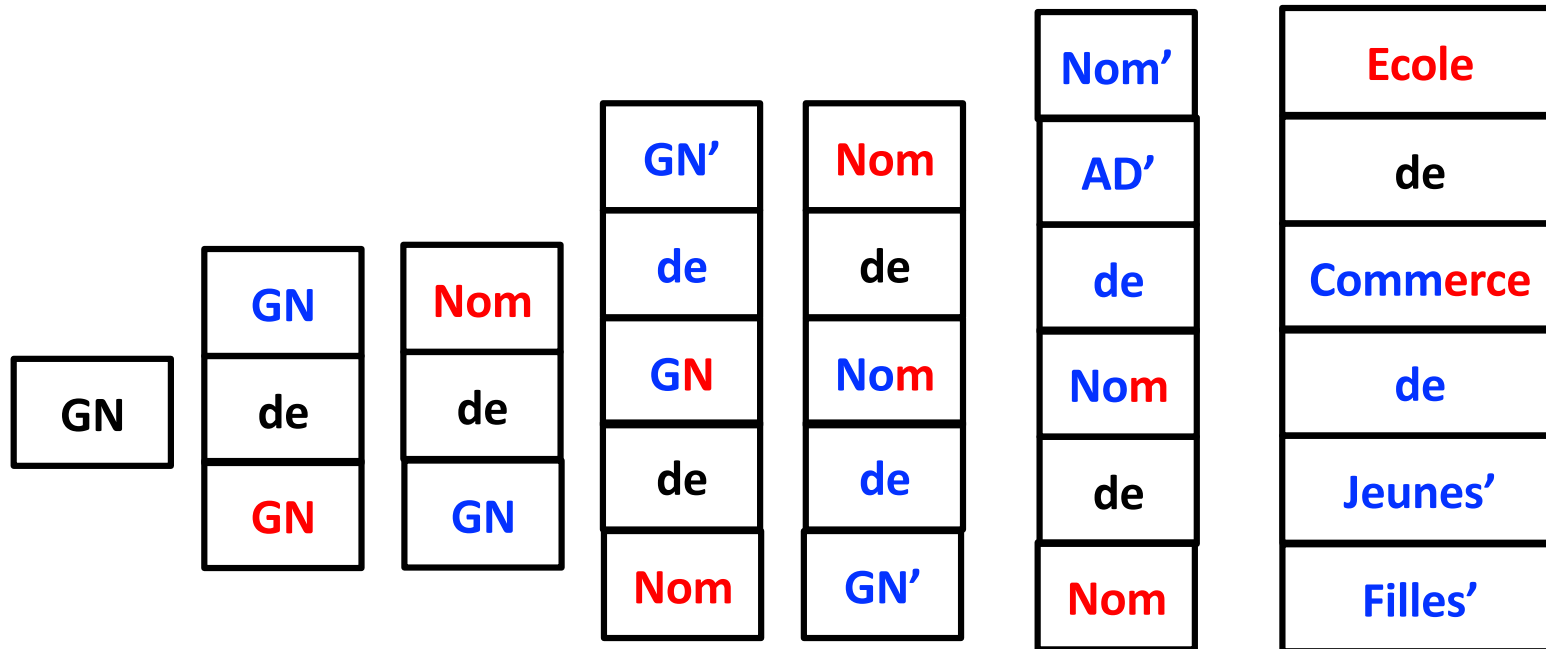 GN
GN
de
GN
Nom
de
GN
GN’
de
GN
de
Nom
Nom
de
Nom
de
GN’
Nom’
AD’
de
Nom
de
Nom
Ecole
de
Commerce
de
Jeunes’
Filles’